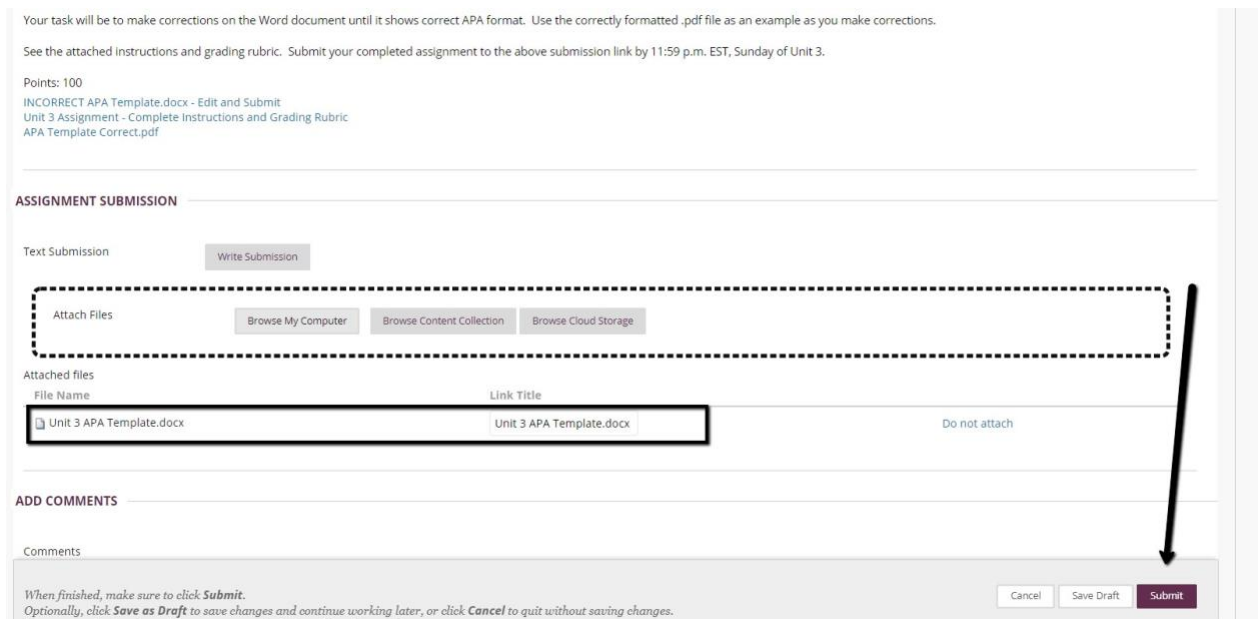 Your task will be to make corrections on the Word document until it shows correct APA format.  Use the correctly formatted .pdf file as an example as you make corrections.
See the attached instructions and grading rubric.  Submit your completed assignment to the above submission link by 11:59 p.m. EST, Sunday of Unit 3.
Points: 100
INCORRECT APA Template.docx - Edit and Submit
Unit 3 Assignment - Complete Instructions and Grading Rubric
APA Template Correct.pdf
ASSIGNMENT SUBMISSION
Text Submission Write Submission
Attach Files Browse My Computer Browse Content Collection Browse Cloud Storage
Attached files
File Name Link Title
Unit 3 APA Template.docx Unit 3 APA Template.docx Do not attach
ADD COMMENTS
Comments
When finished, make sure to click Submit.
Optionally, click Save as Draft to save changes and continue working later, or click Cancel to quit without saving changes.
Cancel Save Draft Submit